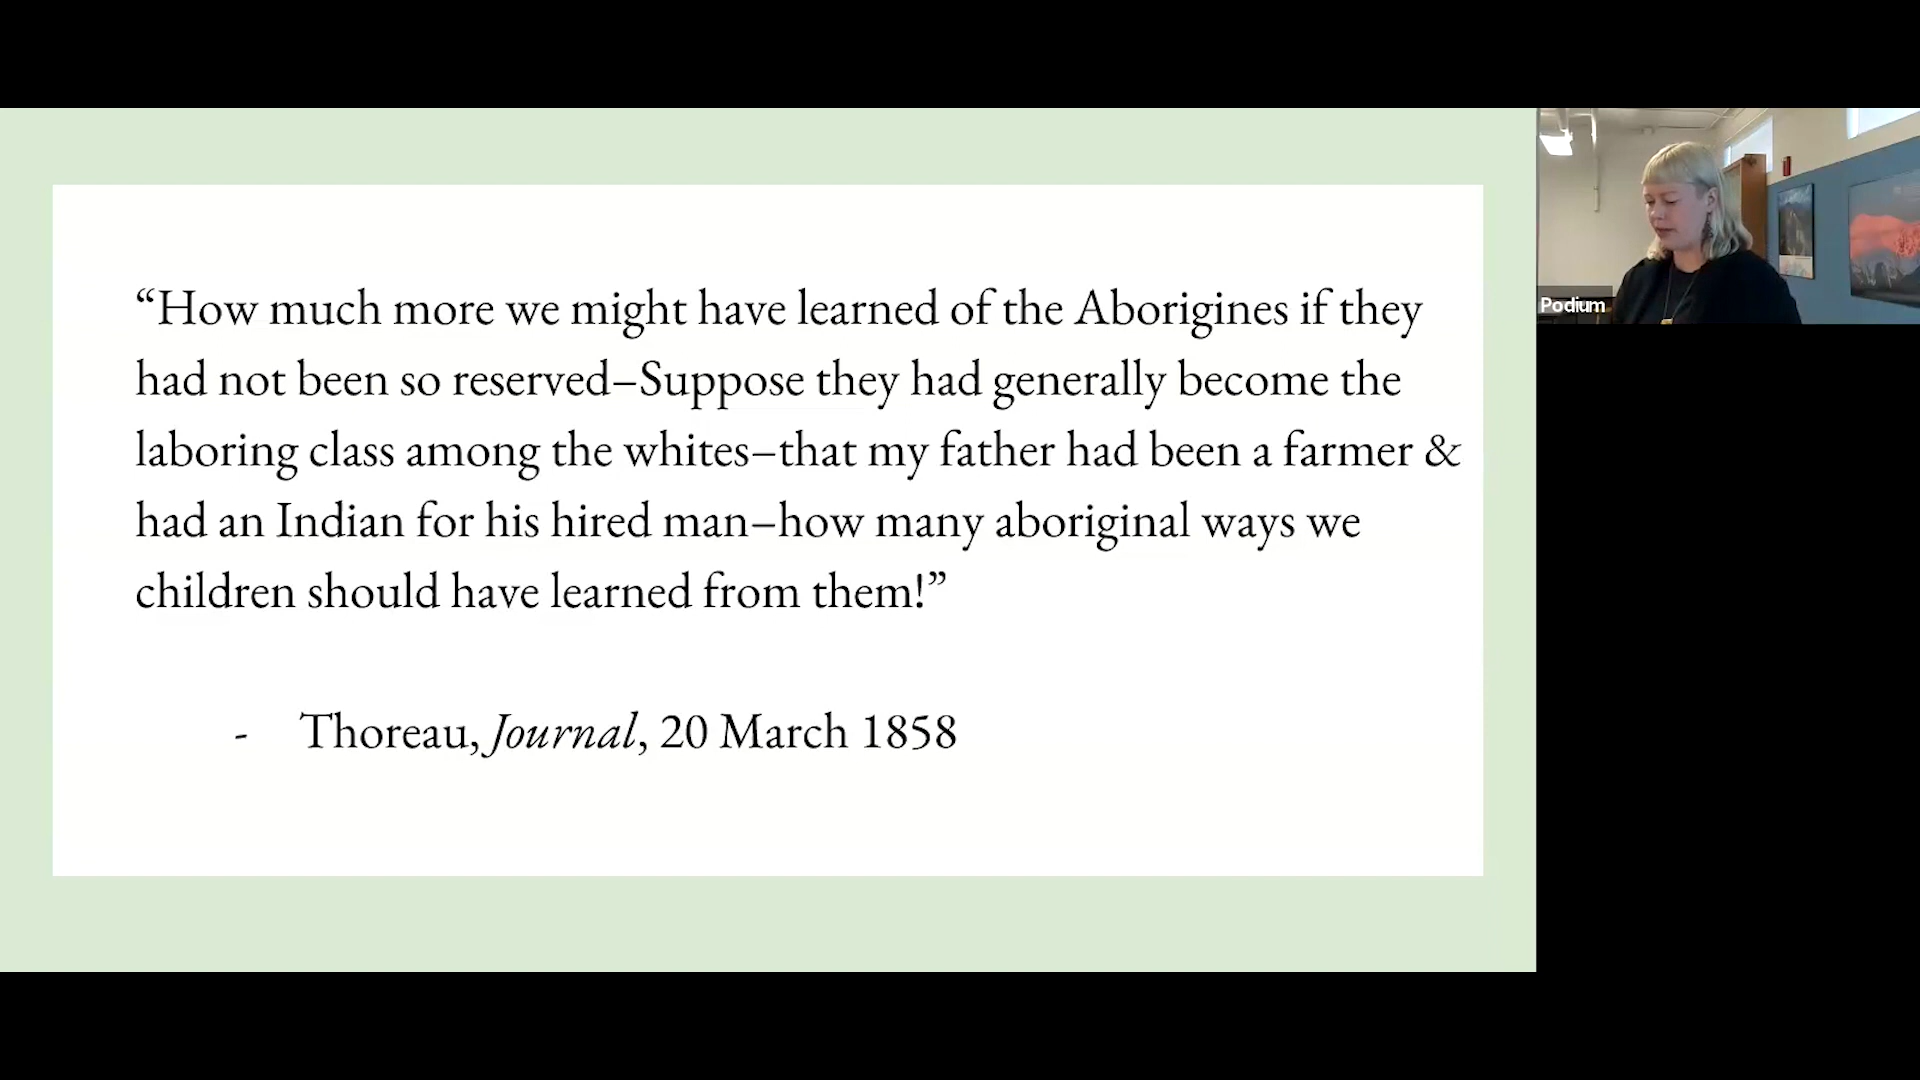 “How much more we might have learned of the Aborigines if they
had not been so reserved–Suppose they had generally become the
laboring class among the whites–that my father had been a farmer &
had an Indian for his hired man–how many aboriginal ways we
children should have learned from them!”
- Thoreau, Journal, 20 March 1858
Podium